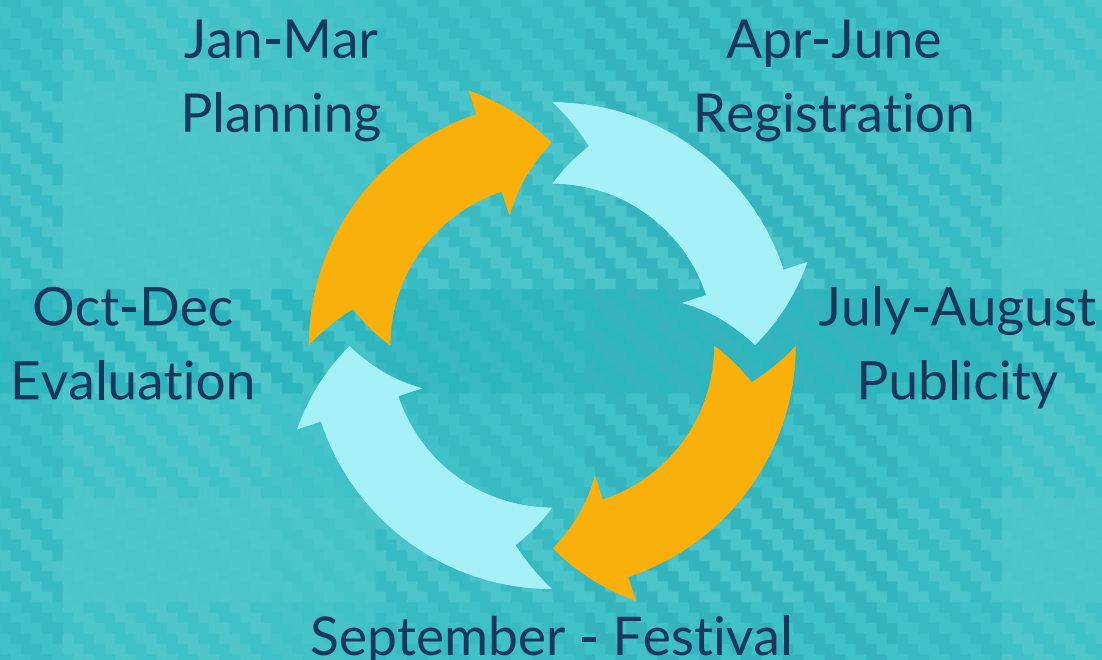 Jan-Mar
Planning
Apr-June
Registration
July-August
Publicity
September - Festival
Oct-Dec
Evaluation